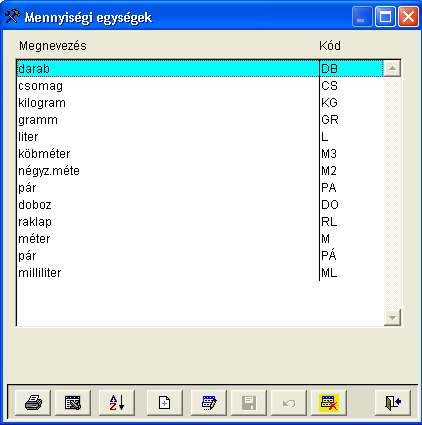 Mennyiségi egységek
Megnevezés Kód
darab DB
csomag CS
kilogram KG
gramm GR
liter L
köbméter M3
négyz.méte M2
pár PA
doboz DO
raklap RL
méter M
pár PÁ
milliliter ML
A
Z